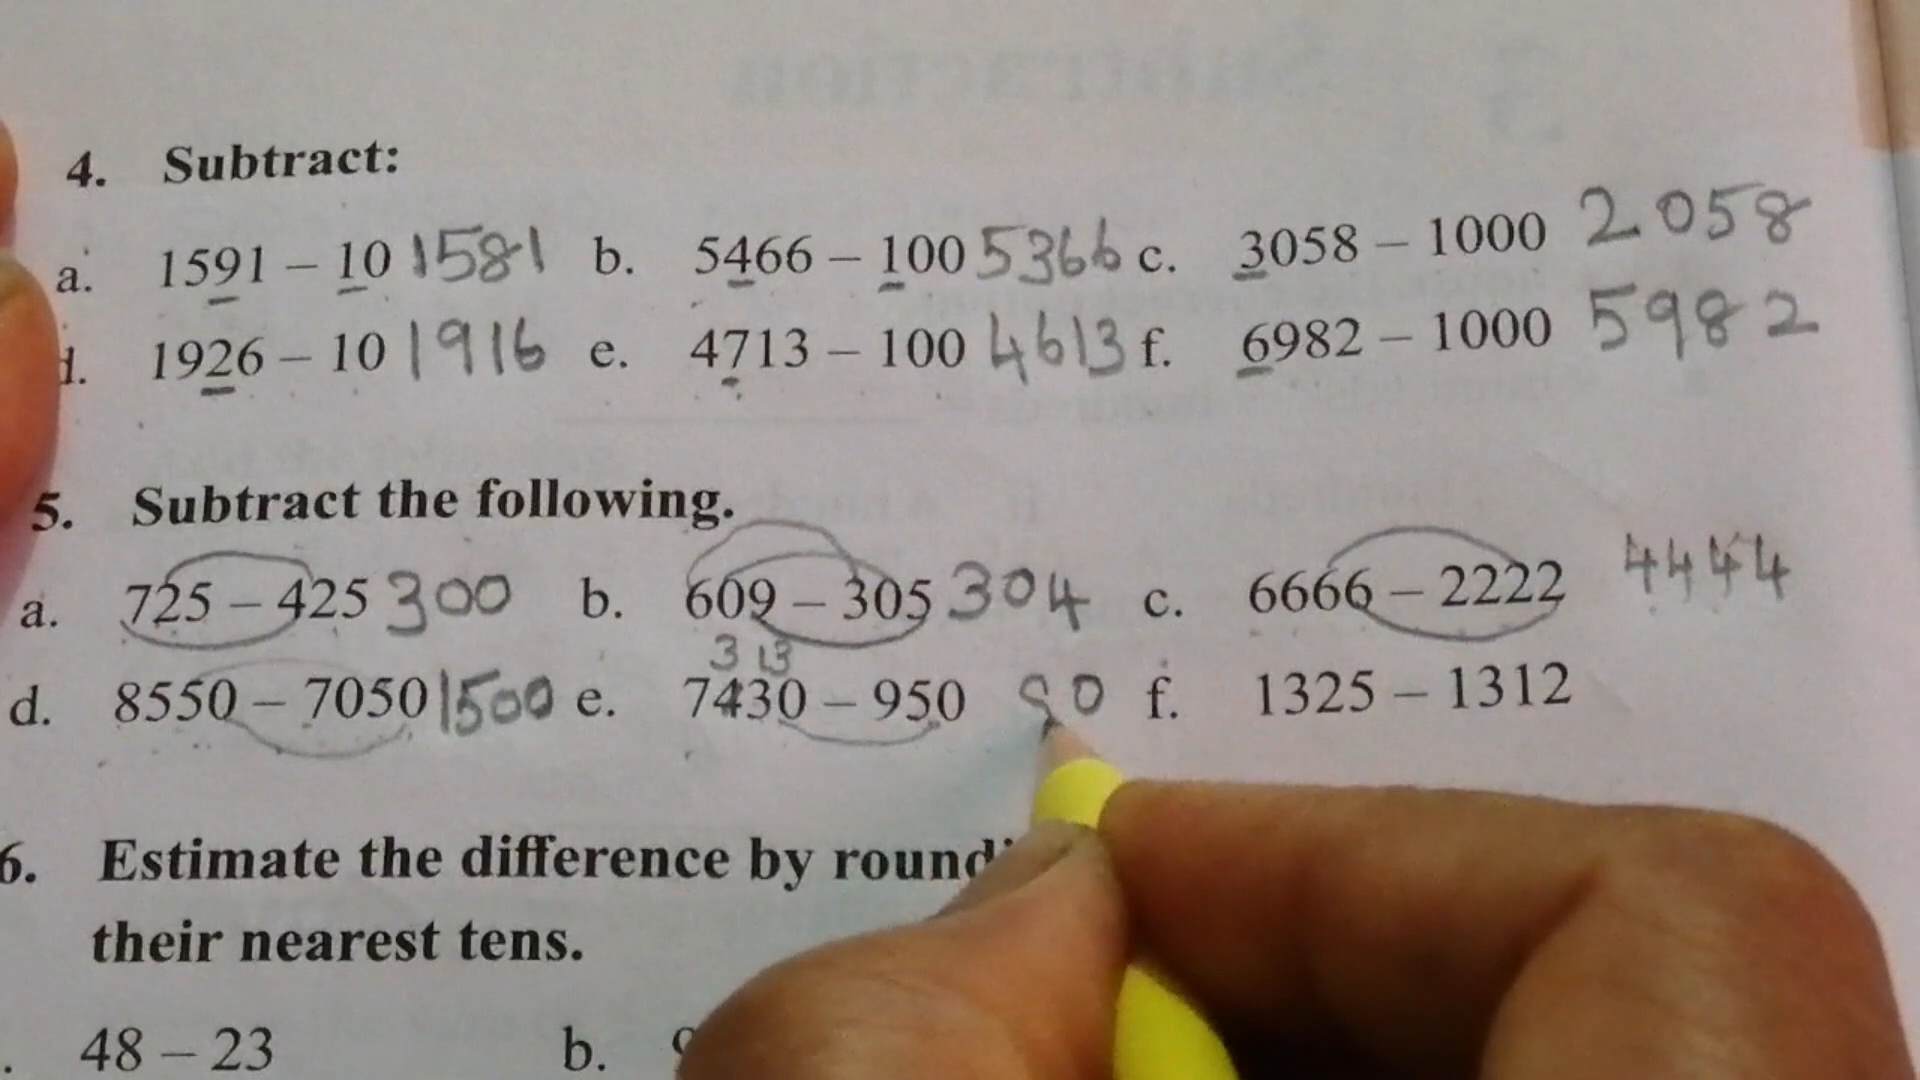 4. Subtract:
a. 1591 – 10 1581 b. 5466 – 100 5366 c. 3058 – 1000 2058
d. 1926 – 10 1916 e. 4713 – 100 4613 f. 6982 – 1000 5982
5. Subtract the following.
a. 725 – 425 300 b. 609 – 305 304 c. 6666 – 2222 4444
3 13
d. 8550 – 7050 1500 e. 7430 – 950 80 f. 1325 – 1312
6. Estimate the difference by
their nearest tens.
48 – 23 b.